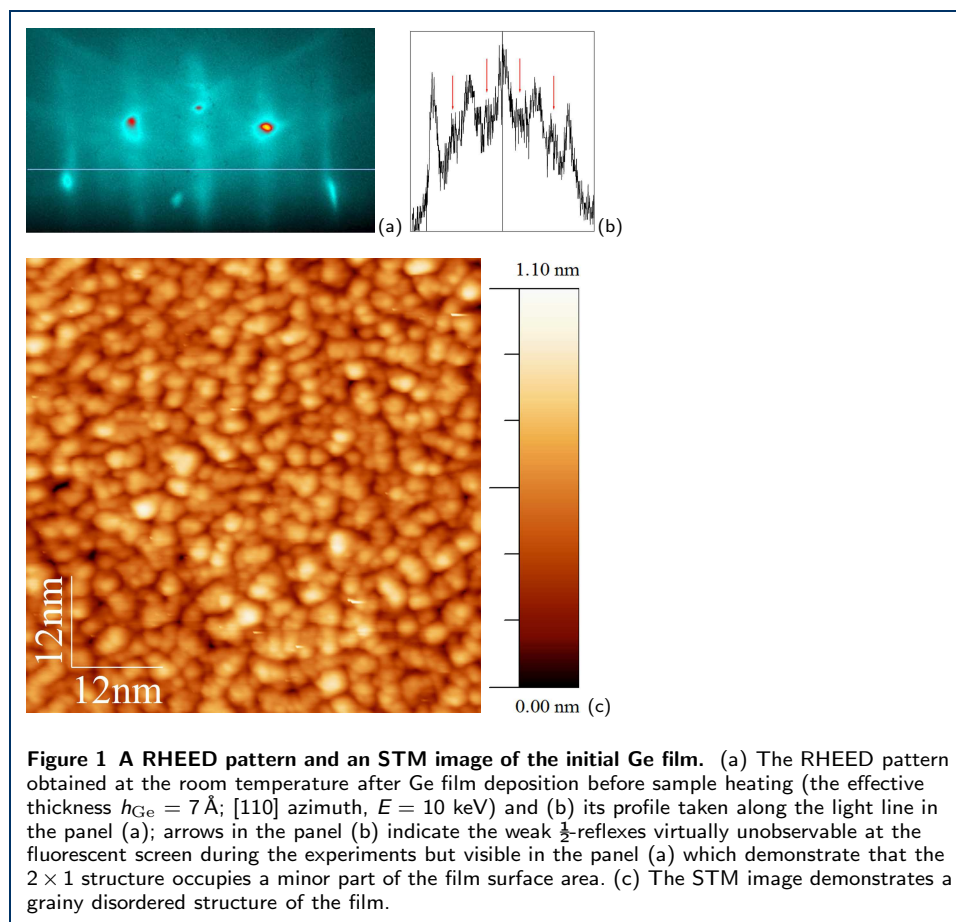 (a)
(b)
1.10 nm
12nm
12nm
0.00 nm
(c)
Figure 1 A RHEED pattern and an STM image of the initial Ge film. (a) The RHEED pattern
obtained at the room temperature after Ge film deposition before sample heating (the effective
thickness hGe = 7 Å; [110] azimuth, E = 10 keV) and (b) its profile taken along the light line in
the panel (a); arrows in the panel (b) indicate the weak ½-reflexes virtually unobservable at the
fluorescent screen during the experiments but visible in the panel (a) which demonstrate that the
2 × 1 structure occupies a minor part of the film surface area. (c) The STM image demonstrates a
grainy disordered structure of the film.